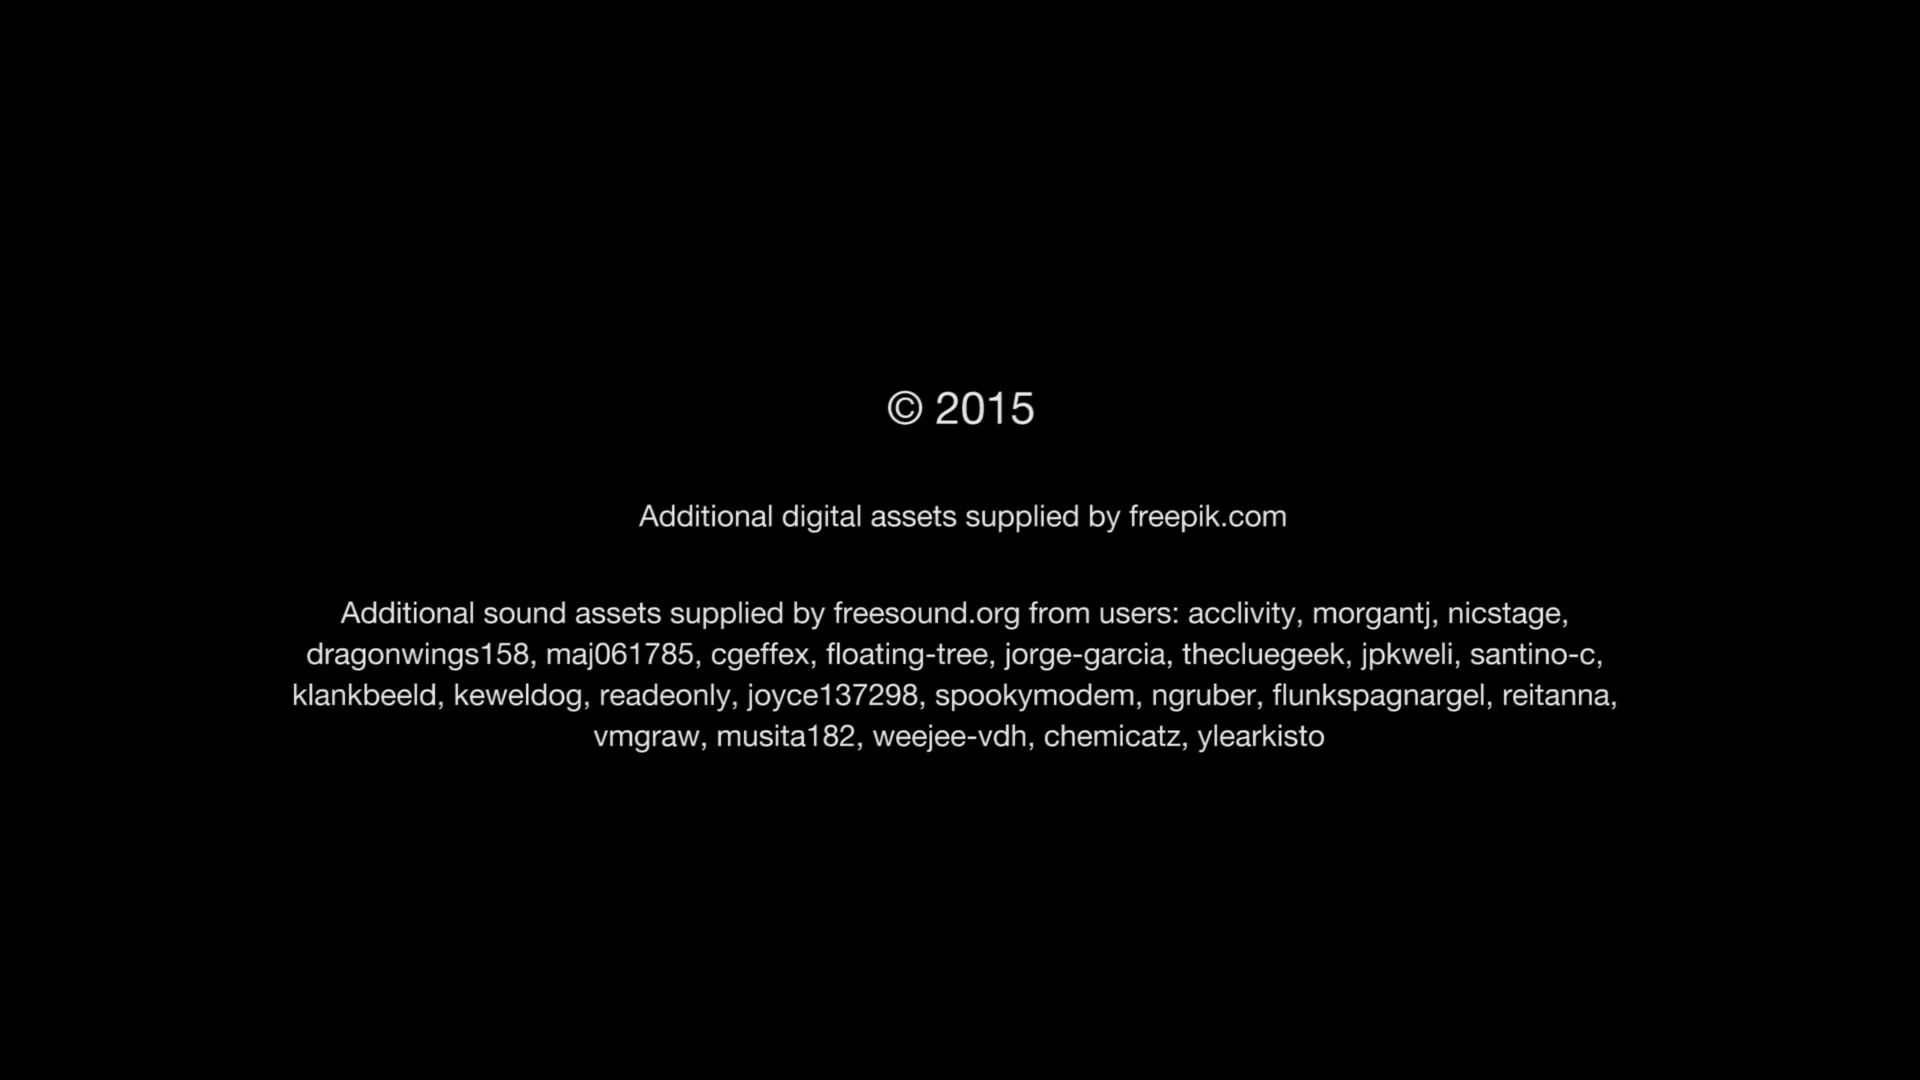 © 2015
Additional digital assets supplied by freepik.com
Additional sound assets supplied by freesound.org from users: acclivity, morgantj, nicstage,
dragonwings158, maj061785, cgeffex, floating-tree, jorge-garcia, thecluegeek, jpkweli, santino-c,
klankbeeld, keweldog, readeonly, joyce137298, spookymodem, ngruber, flunkspagnargel, reitanna,
vmgraw, musita182, weejee-vdh, chemicatz, ylearkisto